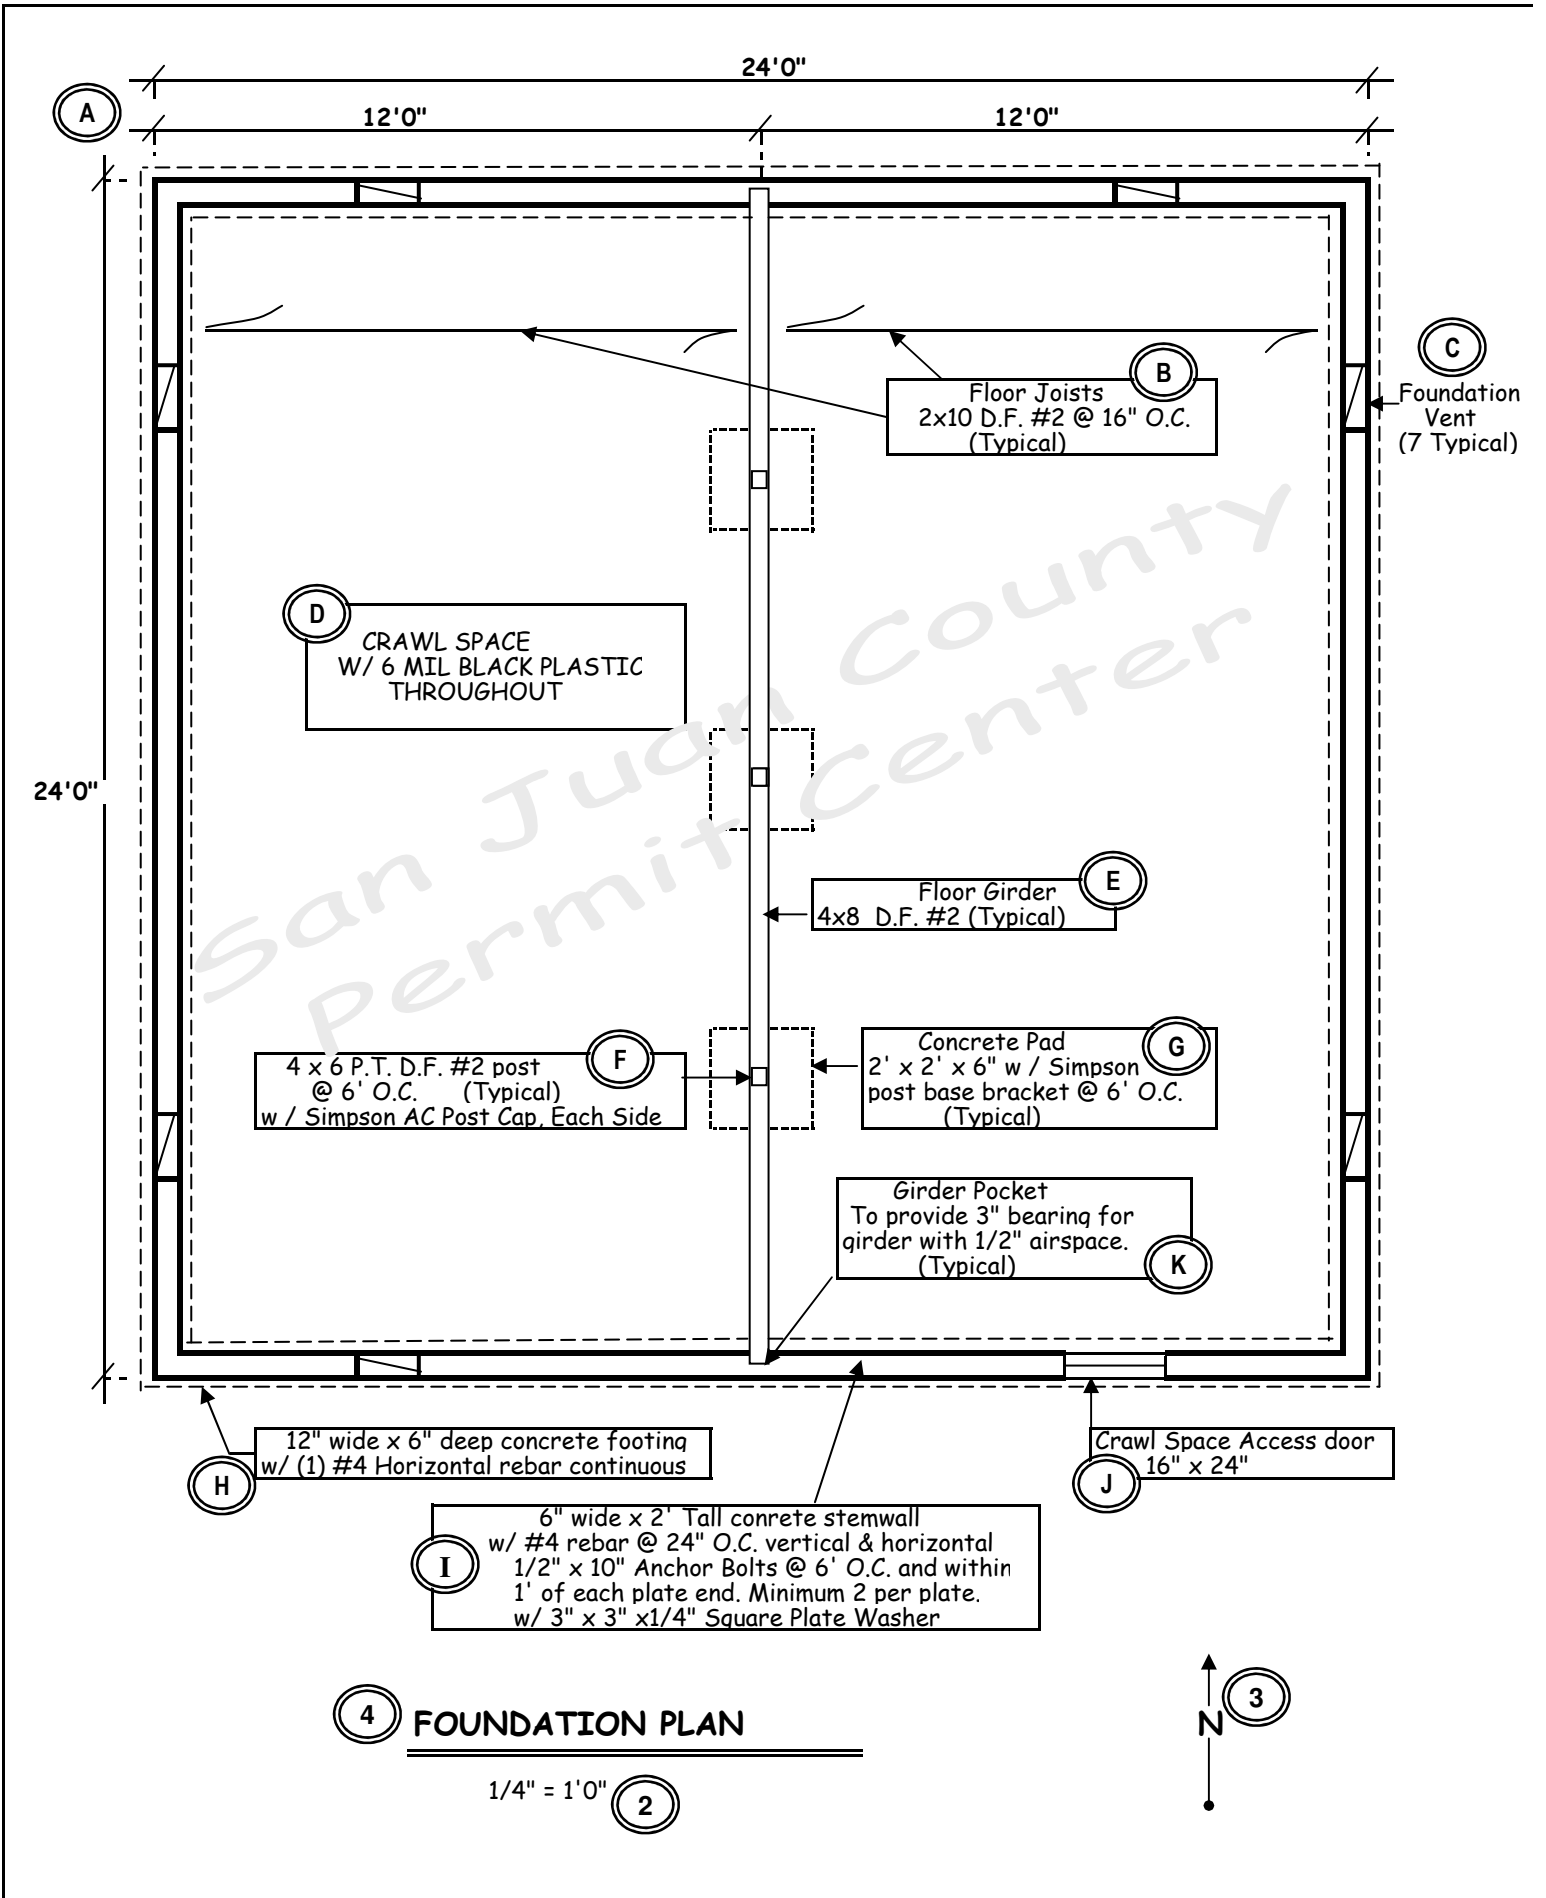 24'0"
A
12'0"
12'0"
C
Foundation
Vent
(7 Typical)
B
Floor Joists
2x10 D.F. #2 @ 16" O.C.
(Typical)
D
CRAWL SPACE
W/ 6 MIL BLACK PLASTIC
THROUGHOUT
San Juan County
Permit Center
24'0"
E
Floor Girder
4x8 D.F. #2 (Typical)
F
4 x 6 P.T. D.F. #2 post
@ 6' O.C. (Typical)
w / Simpson AC Post Cap, Each Side
G
Concrete Pad
2' x 2' x 6" w / Simpson
post base bracket @ 6' O.C.
(Typical)
Girder Pocket
To provide 3" bearing for
girder with 1/2" airspace.
(Typical)
K
12" wide x 6" deep concrete footing
w/ (1) #4 Horizontal rebar continuous
H
Crawl Space Access door
16" x 24"
J
6" wide x 2' Tall conrete stemwall
w/ #4 rebar @ 24" O.C. vertical & horizontal
1/2" x 10" Anchor Bolts @ 6' O.C. and within
1' of each plate end. Minimum 2 per plate.
w/ 3" x 3" x1/4" Square Plate Washer
I
4
FOUNDATION PLAN
1/4" = 1'0"
2
3
N